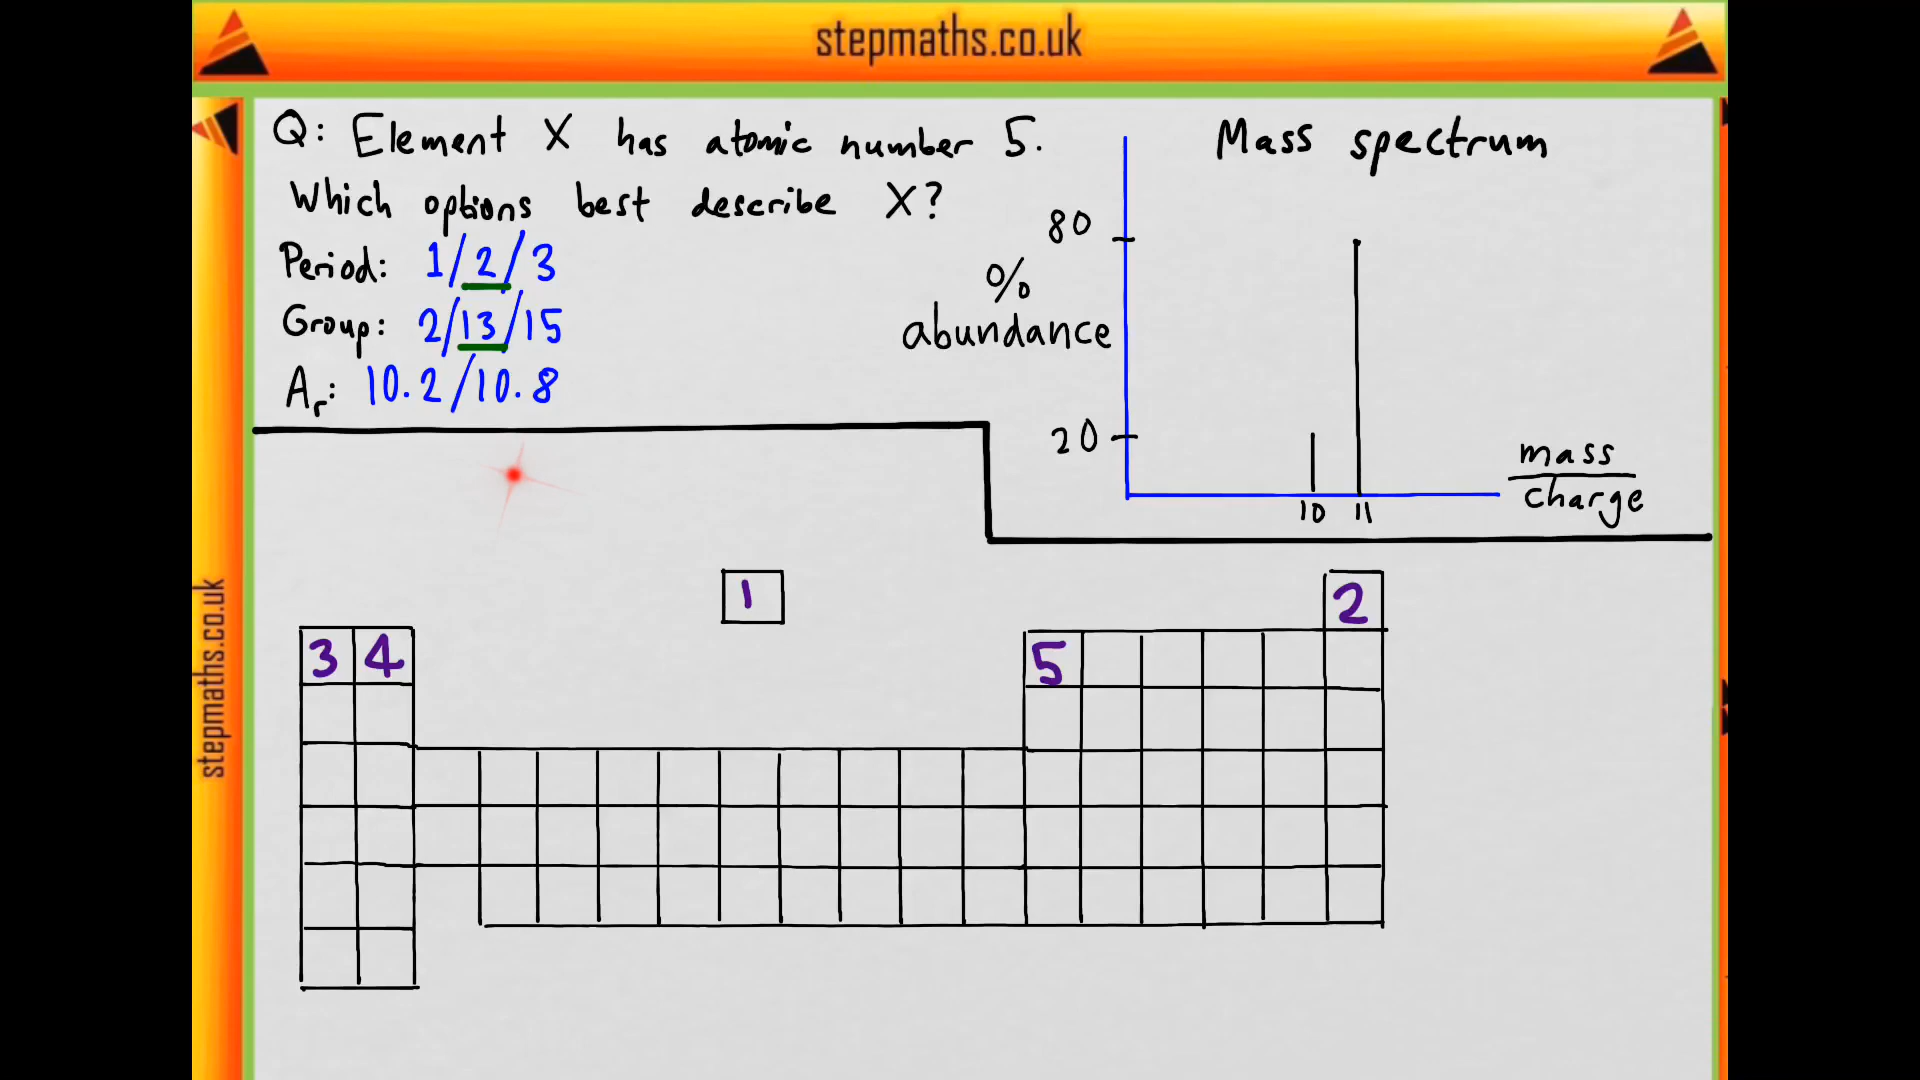 stepmaths.co.uk
Q: Element X has atomic number 5.
Which options best describe X?
Period: 1/2/3
Group: 2/13/15
Ar: 10.2/10.8
Mass spectrum
80
%
abundance
20
10 11
mass
charge
1
2
3 4
5
stepmaths.co.uk